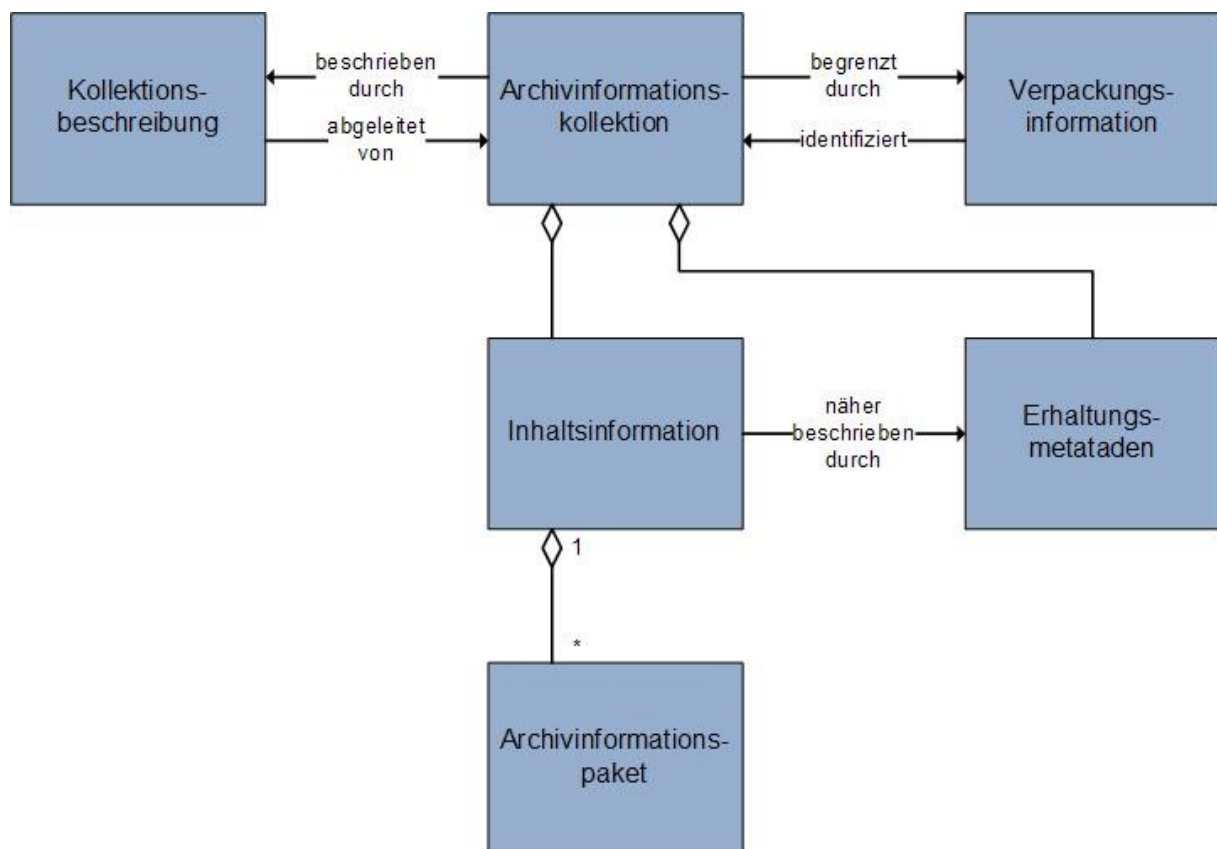 Kollektions-
beschreibung
beschrieben
durch
abgeleitet
von
Archivinformations-
kollektion
begrenzt
durch
identifiziert
Verpackungs-
information
Inhaltsinformation
näher
beschrieben
durch
Erhaltungs-
metataden
1
*
Archivinformations-
paket